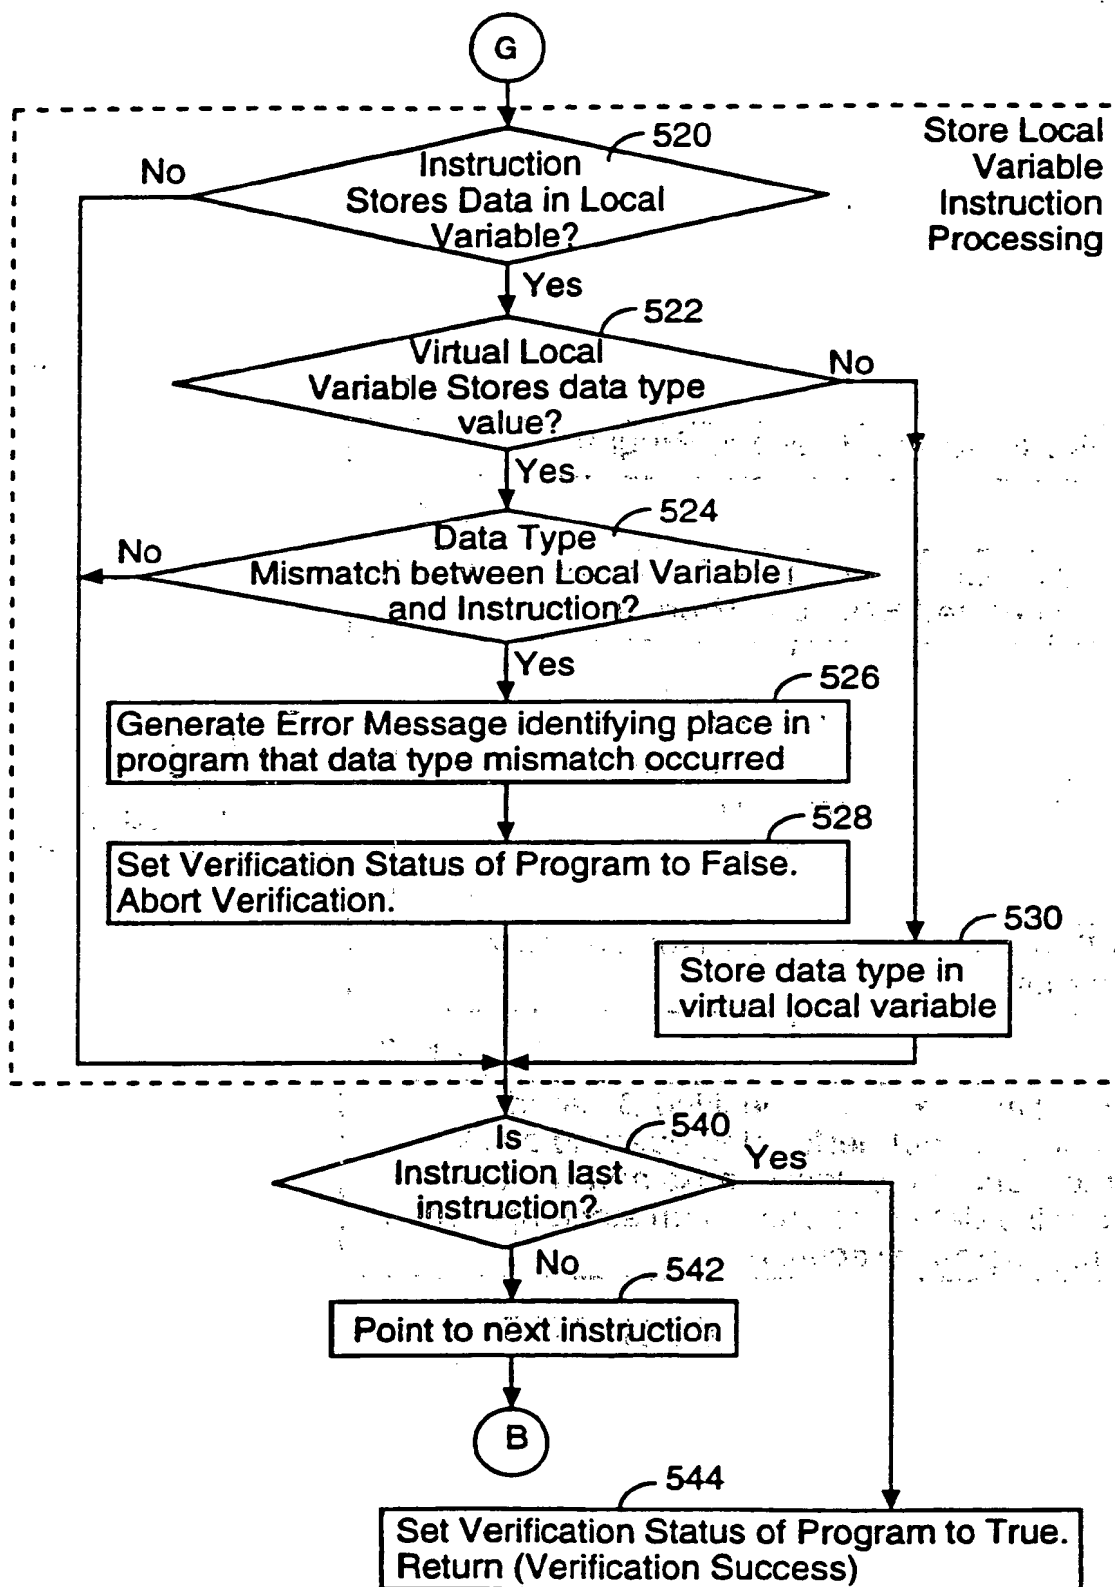 G
Store Local
Variable
Instruction
Processing
520
No
Instruction
Stores Data in Local
Variable?
Yes
522
Virtual Local
Variable Stores data type
value?
No
Yes
524
No
Data Type
Mismatch between Local Variable
and Instruction?
Yes
526
Generate Error Message identifying place in
program that data type mismatch occurred
528
Set Verification Status of Program to False.
Abort Verification.
530
Store data type in
virtual local variable
540
Is
Instruction last
instruction?
Yes
No
542
Point to next instruction
B
544
Set Verification Status of Program to True.
Return (Verification Success)